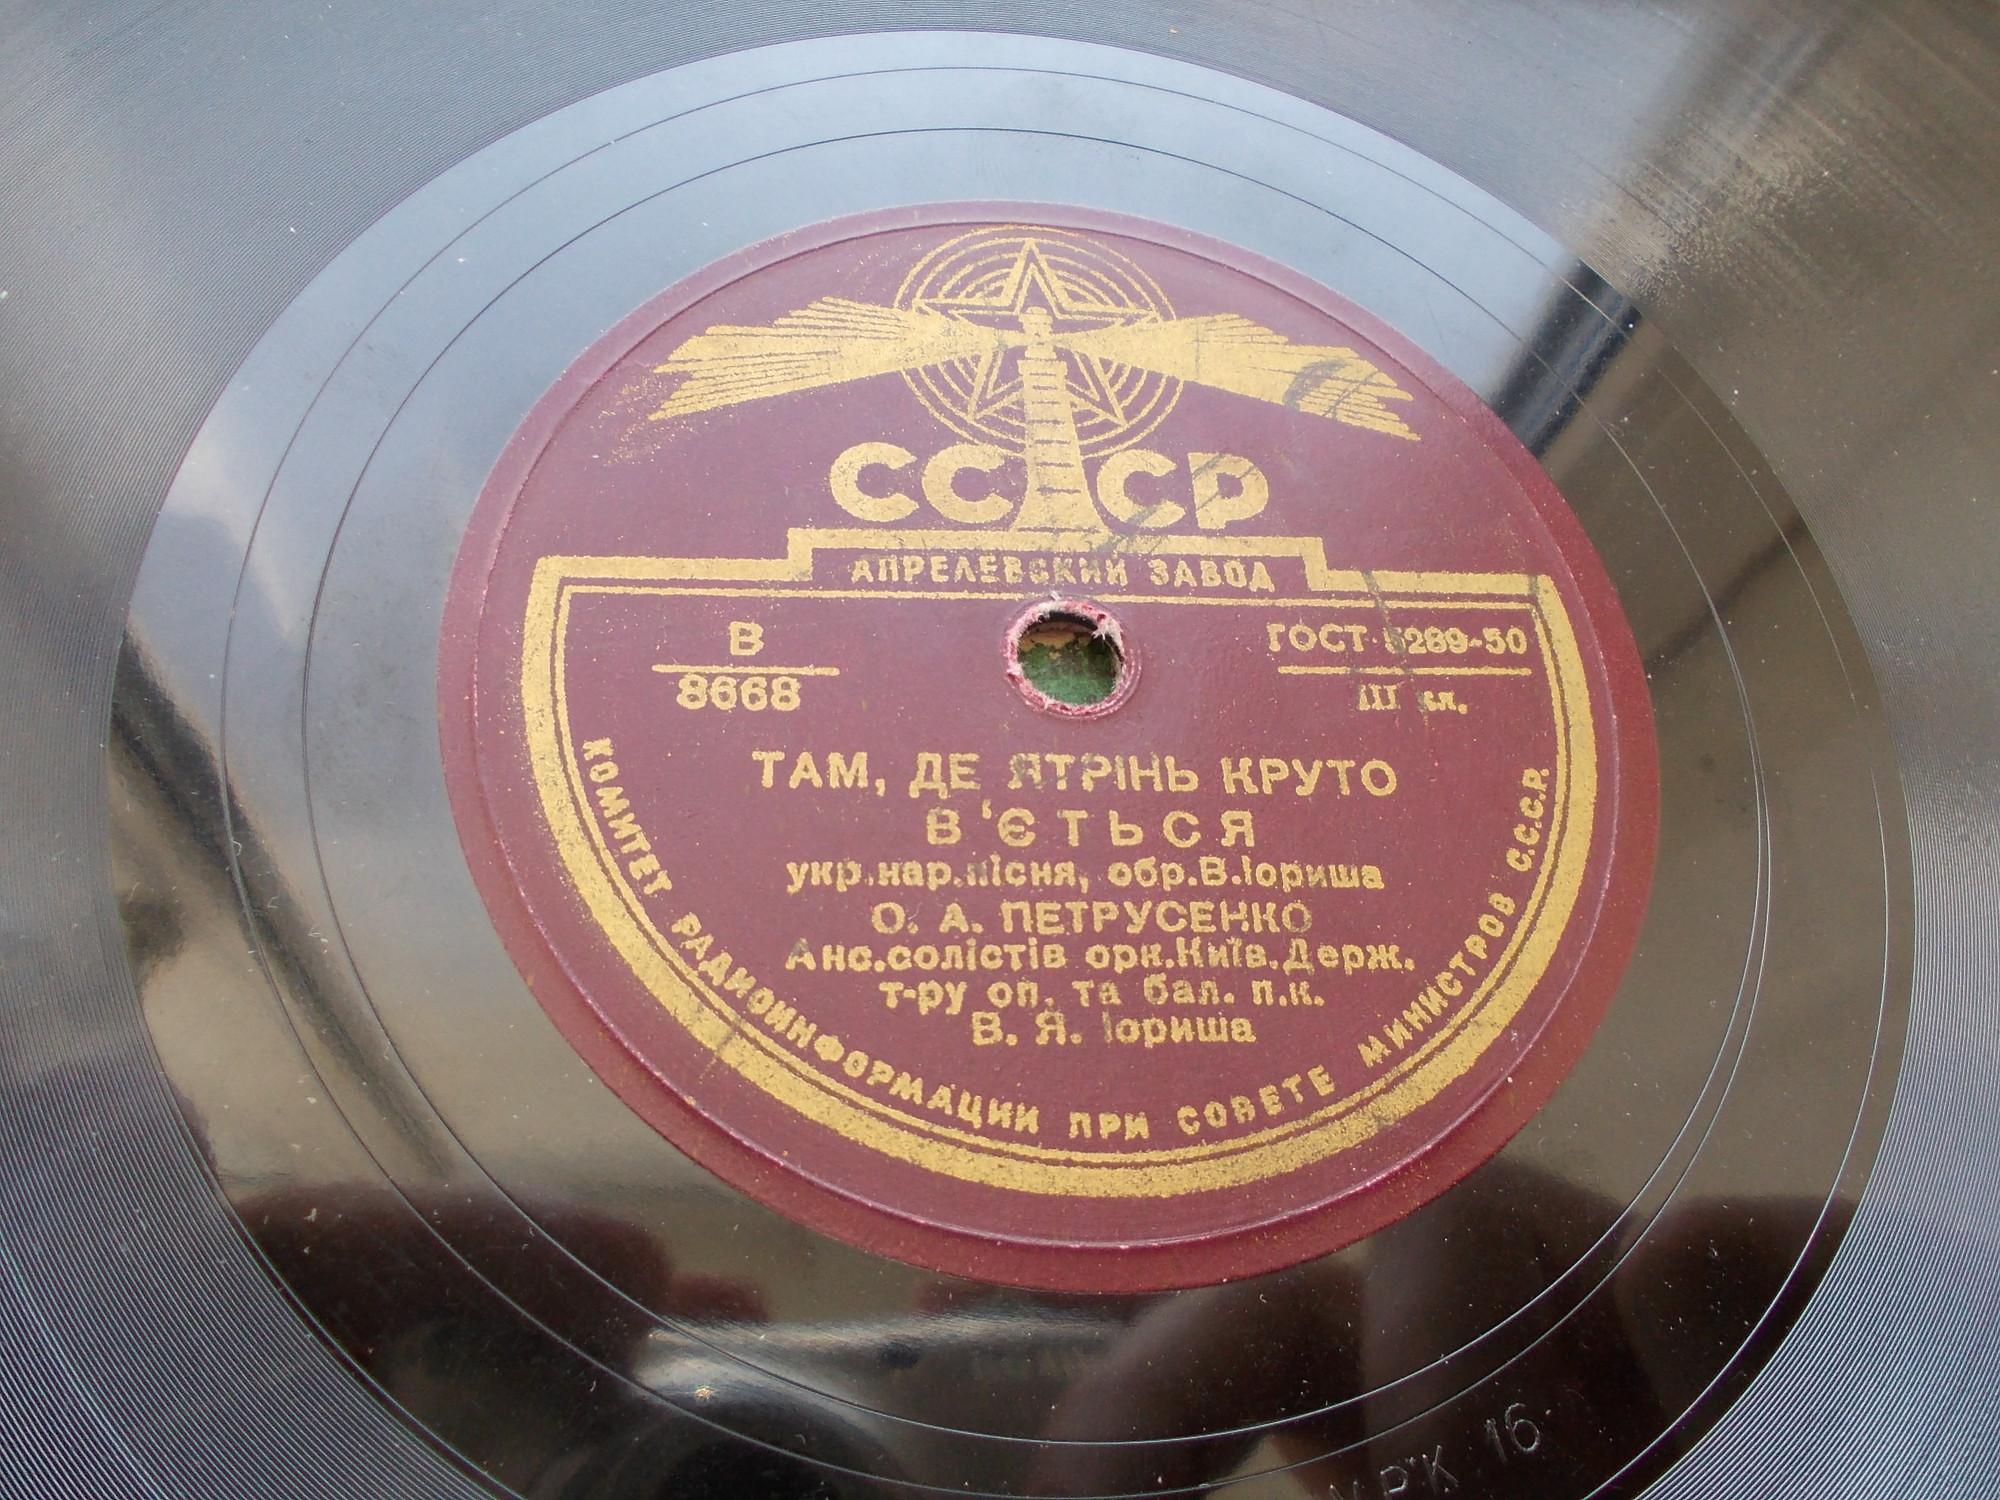 СССР
АПРЕЛЕВСКИЙ ЗАВОД
В
8668
ГОСТ 5289-50
III кл.
ТАМ, ДЕ ЯТРІНЬ КРУТО
В'ЄТЬСЯ
укр.нар.пісня, обр.В.Іориша
О. А. ПЕТРУСЕНКО
Анс.солістів орк.Київ.Держ.
т-ру оп. та бал. п.к.
В. Я. Іориша
КОМИТЕТ РАДИОИНФОРМАЦИИ ПРИ СОВЕТЕ МИНИСТРОВ С.С.С.Р.
16